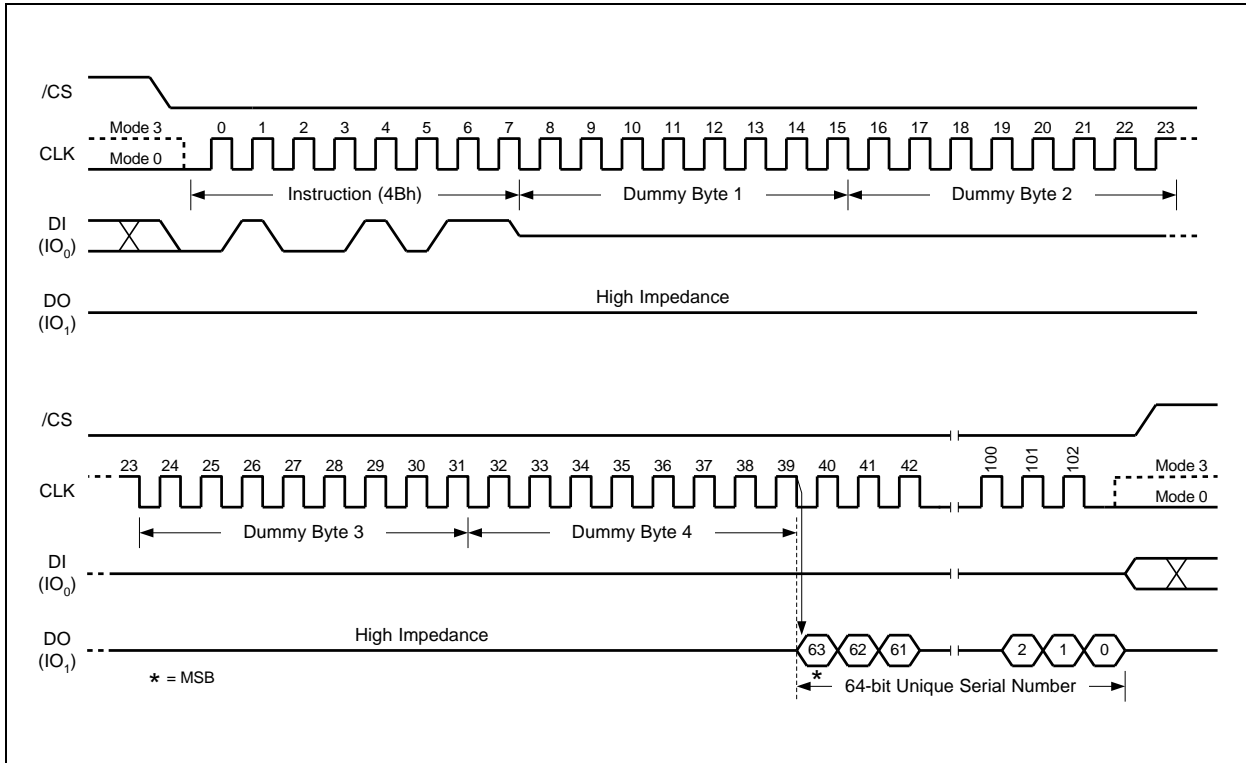 /CS
Mode 3
0 1 2 3 4 5 6 7 8 9 10 11 12 13 14 15 16 17 18 19 20 21 22 23
CLK
Mode 0
Instruction (4Bh) Dummy Byte 1 Dummy Byte 2
DI
(IO0)
High Impedance
DO
(IO1)
/CS
23 24 25 26 27 28 29 30 31 32 33 34 35 36 37 38 39 40 41 42 100 101 102
Mode 3
CLK
Mode 0
Dummy Byte 3 Dummy Byte 4
DI
(IO0)
High Impedance
DO
(IO1)
63 62 61 2 1 0
* = MSB
*
64-bit Unique Serial Number